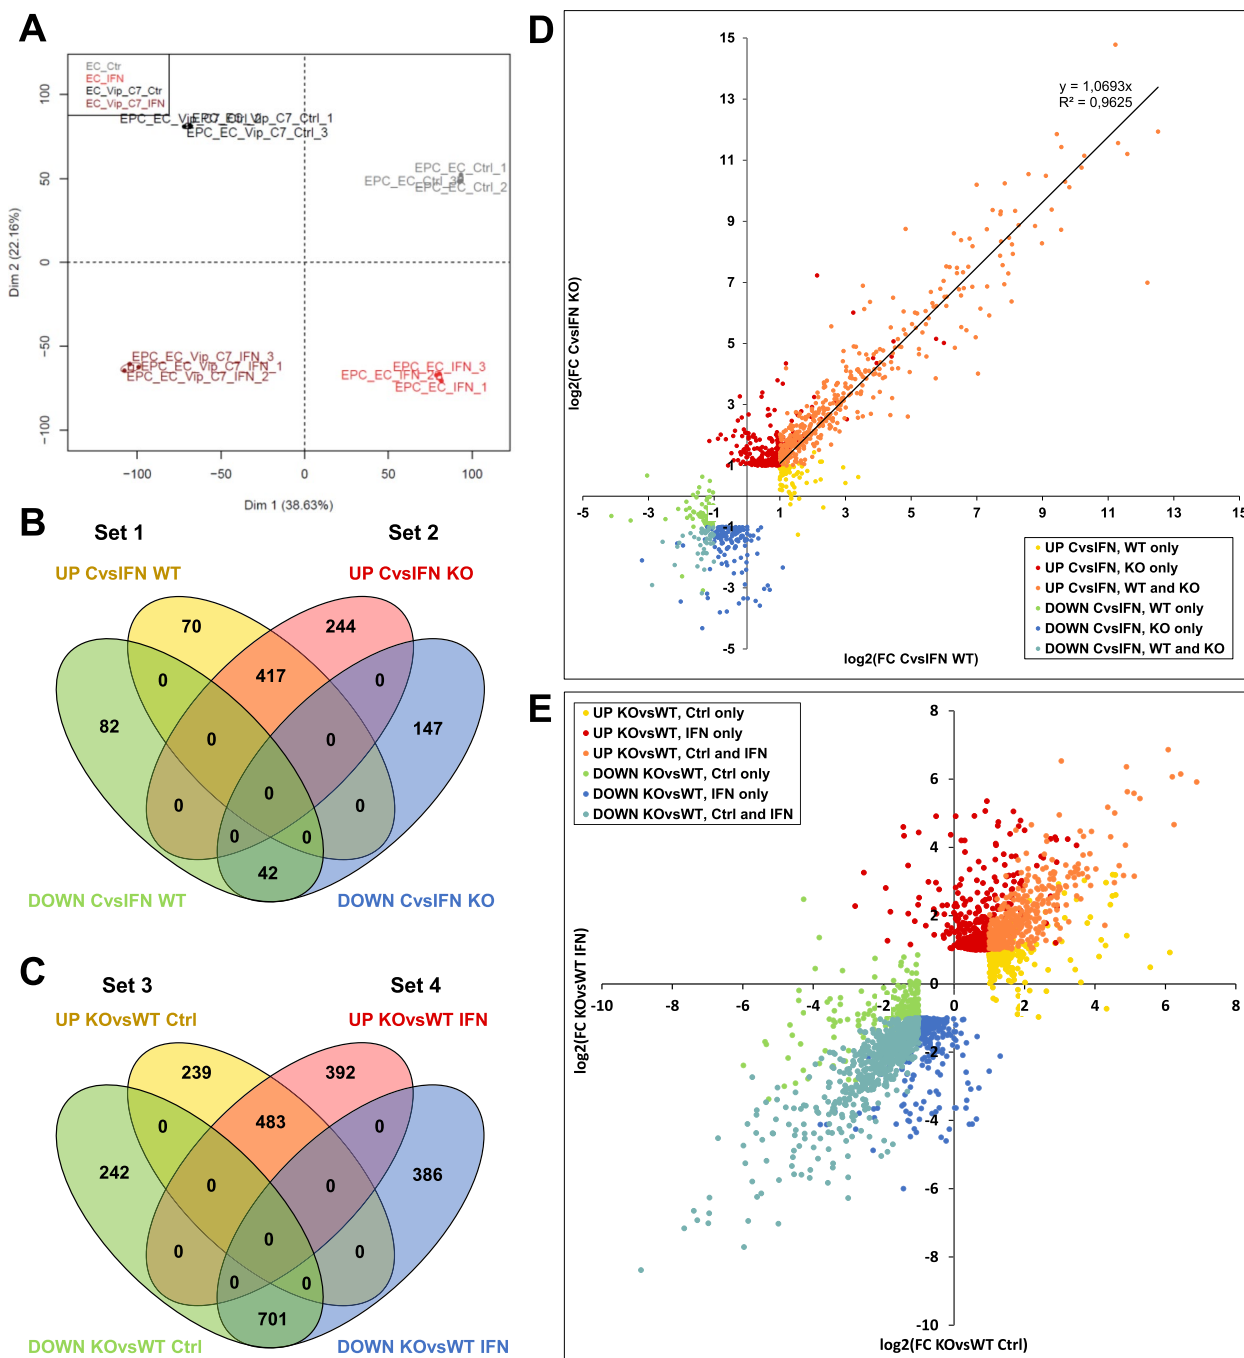 A
EC_Ctr
EC_IFN
EC_Vip_C7_Ctr
EC_Vip_C7_IFN
EPC_EC_Vip_C7_Ctrl_2
EPC_EC_Vip_C7_Ctrl_1
EPC_EC_Vip_C7_Ctrl_3
EPC_EC_Ctrl_1
EPC_EC_Ctrl_3
EPC_EC_Ctrl_2
EPC_EC_Vip_C7_IFN_3
EPC_EC_Vip_C7_IFN_1
EPC_EC_Vip_C7_IFN_2
EPC_EC_IFN_3
EPC_EC_IFN_2
EPC_EC_IFN_1
100
50
0
−50
−100
Dim 2 (22.16%)
−100 −50 0 50 100
Dim 1 (38.63%)
B
Set 1 Set 2
UP CvsIFN WT UP CvsIFN KO
70 244
0 417 0
82 0 0 147
0 0 0
0 0
42
DOWN CvsIFN WT DOWN CvsIFN KO
C
Set 3 Set 4
UP KOvsWT Ctrl UP KOvsWT IFN
239 392
0 483 0
242 0 0 386
0 0 0
0 0
701
DOWN KOvsWT Ctrl DOWN KOvsWT IFN
D
15
13
11
9
7
5
3
1
-1
-3
-5
y = 1,0693x
R² = 0,9625
log2(FC CvsIFN KO)
-5 -3 -1 1 3 5 7 9 11 13 15
log2(FC CvsIFN WT)
UP CvsIFN, WT only
UP CvsIFN, KO only
UP CvsIFN, WT and KO
DOWN CvsIFN, WT only
DOWN CvsIFN, KO only
DOWN CvsIFN, WT and KO
E
UP KOvsWT, Ctrl only
UP KOvsWT, IFN only
UP KOvsWT, Ctrl and IFN
DOWN KOvsWT, Ctrl only
DOWN KOvsWT, IFN only
DOWN KOvsWT, Ctrl and IFN
8
6
4
2
0
-2
-4
-6
-8
-10
log2(FC KOvsWT IFN)
-10 -8 -6 -4 -2 0 2 4 6 8
log2(FC KOvsWT Ctrl)